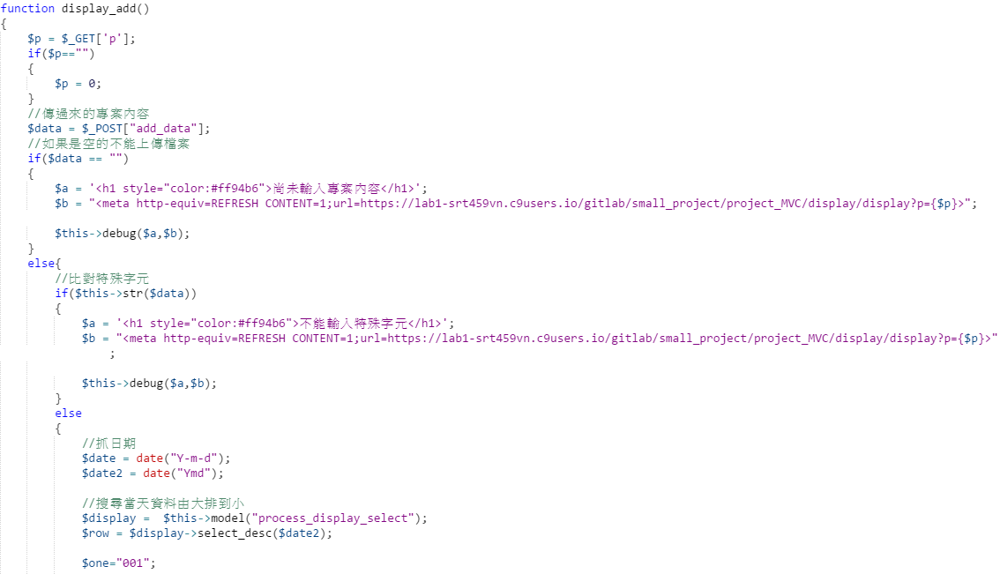 function display_add()
{
    $p = $_GET['p'];
    if($p=="")
    {
        $p = 0;
    }
    //傳過來的專案內容
    $data = $_POST["add_data"];
    //如果是空的不能上傳檔案
    if($data == "")
    {
        $a = '<h1 style="color:#ff94b6">尚未輸入專案內容</h1>';
        $b = "<meta http-equiv=REFRESH CONTENT=1;url=https://lab1-srt459vn.c9users.io/gitlab/small_project/project_MVC/display/display?p={$p}>";

        $this->debug($a,$b);
    }
    else{
        //比對特殊字元
        if($this->str($data))
        {
            $a = '<h1 style="color:#ff94b6">不能輸入特殊字元</h1>';
            $b = "<meta http-equiv=REFRESH CONTENT=1;url=https://lab1-srt459vn.c9users.io/gitlab/small_project/project_MVC/display/display?p={$p}>"
                ;

            $this->debug($a,$b);
        }
        else
        {
            //抓日期
            $date = date("Y-m-d");
            $date2 = date("Ymd");

            //搜尋當天資料由大排到小
            $display =  $this->model("process_display_select");
            $row = $display->select_desc($date2);

            $one="001";